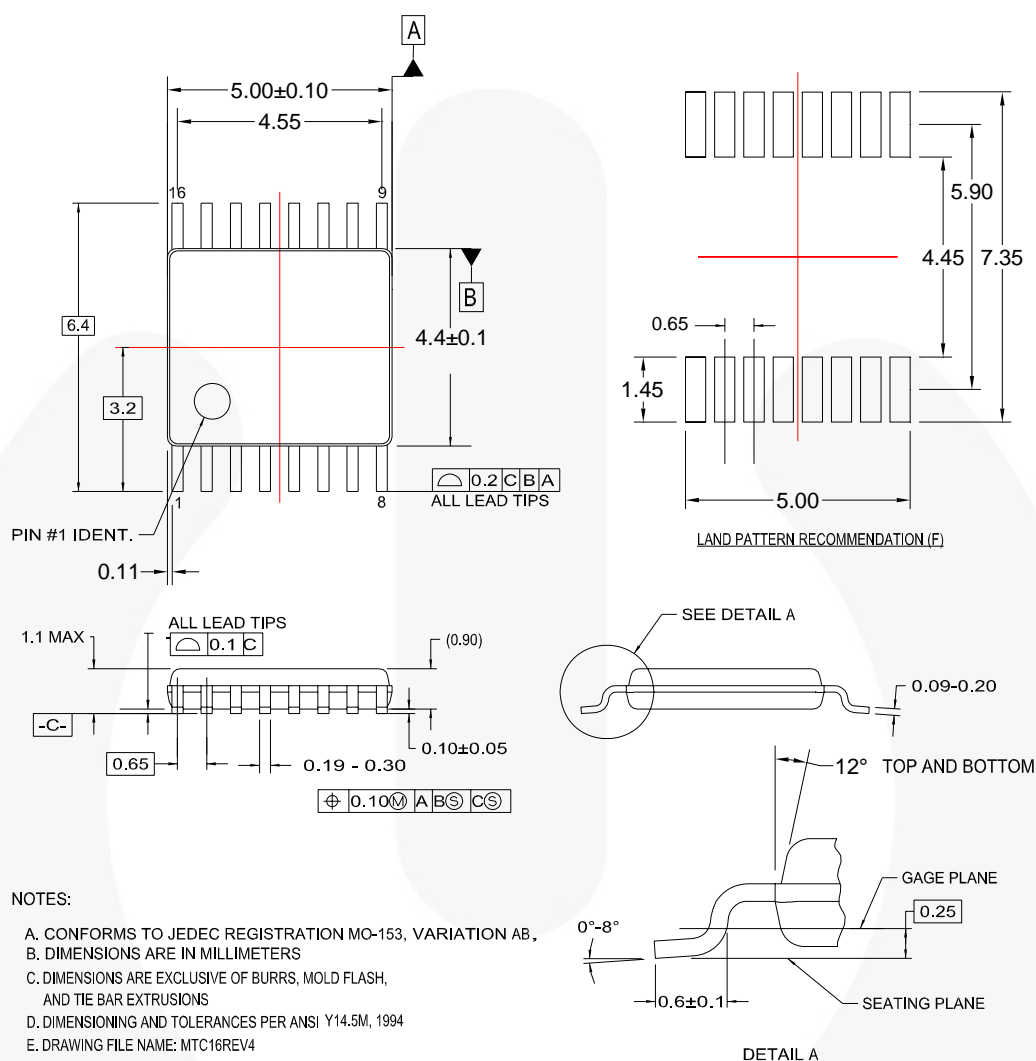 A
5.00±0.10
4.55
16
9
5.90
B
4.45
7.35
6.4
4.4±0.1
0.65
3.2
1.45
⌓ 0.2 C B A
ALL LEAD TIPS
1
8
5.00
PIN #1 IDENT.
LAND PATTERN RECOMMENDATION (F)
0.11
SEE DETAIL A
ALL LEAD TIPS
1.1 MAX
⌓ 0.1 C
(0.90)
0.09-0.20
-C-
0.10±0.05
0.65
0.19 - 0.30
12° TOP AND BOTTOM
⌖ 0.10Ⓜ A BⓈ CⓈ
GAGE PLANE
0.25
0°-8°
0.6±0.1
SEATING PLANE
DETAIL A
NOTES:
A. CONFORMS TO JEDEC REGISTRATION MO-153, VARIATION AB,
B. DIMENSIONS ARE IN MILLIMETERS
C. DIMENSIONS ARE EXCLUSIVE OF BURRS, MOLD FLASH,
AND TIE BAR EXTRUSIONS
D. DIMENSIONING AND TOLERANCES PER ANSI Y14.5M, 1994
E. DRAWING FILE NAME: MTC16REV4